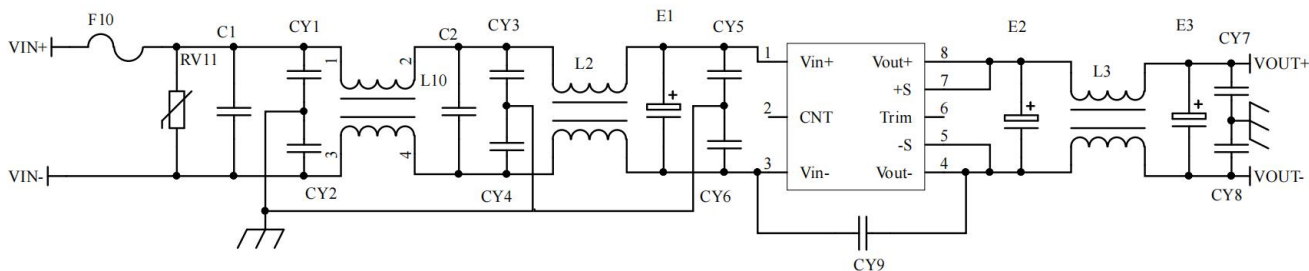 F10
VIN+
RV11
C1
CY1
1
2
L10
C2
CY3
L2
E1
CY5
1
Vin+
Vout+
8
+S
7
2
CNT
Trim
6
-S
5
3
Vin-
Vout-
4
E2
L3
E3
CY7
VOUT+
VIN-
CY2
3
4
CY4
CY6
CY9
CY8
VOUT-